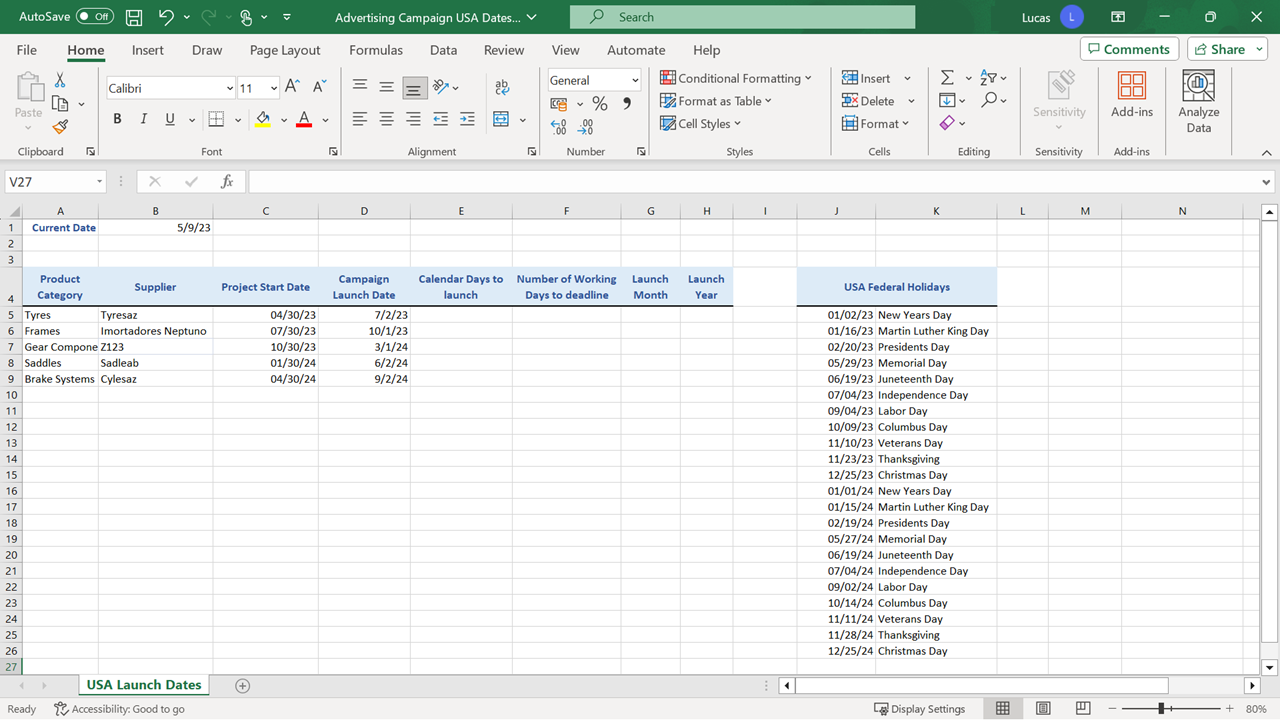 AutoSave Off Advertising Campaign USA Dates... Search Lucas L
File Home Insert Draw Page Layout Formulas Data Review View Automate Help Comments Share
Paste Calibri 11 General Conditional Formatting Insert Sensitivity Add-ins Analyze Data
B I U A Format as Table Delete
Cell Styles Format
Clipboard Font Alignment Number Styles Cells Editing Sensitivity Add-ins
V27 fx
A B C D E F G H I J K L M N
1 Current Date 5/9/23
2
3
4 Product Category Supplier Project Start Date Campaign Launch Date Calendar Days to launch Number of Working Days to deadline Launch Month Launch Year USA Federal Holidays
5 Tyres Tyresaz 04/30/23 7/2/23 01/02/23 New Years Day
6 Frames Imortadores Neptuno 07/30/23 10/1/23 01/16/23 Martin Luther King Day
7 Gear Compone Z123 10/30/23 3/1/24 02/20/23 Presidents Day
8 Saddles Sadleab 01/30/24 6/2/24 05/29/23 Memorial Day
9 Brake Systems Cylesaz 04/30/24 9/2/24 06/19/23 Juneteenth Day
10 07/04/23 Independence Day
11 09/04/23 Labor Day
12 10/09/23 Columbus Day
13 11/10/23 Veterans Day
14 11/23/23 Thanksgiving
15 12/25/23 Christmas Day
16 01/01/24 New Years Day
17 01/15/24 Martin Luther King Day
18 02/19/24 Presidents Day
19 05/27/24 Memorial Day
20 06/19/24 Juneteenth Day
21 07/04/24 Independence Day
22 09/02/24 Labor Day
23 10/14/24 Columbus Day
24 11/11/24 Veterans Day
25 11/28/24 Thanksgiving
26 12/25/24 Christmas Day
27
USA Launch Dates
Ready Accessibility: Good to go Display Settings 80%